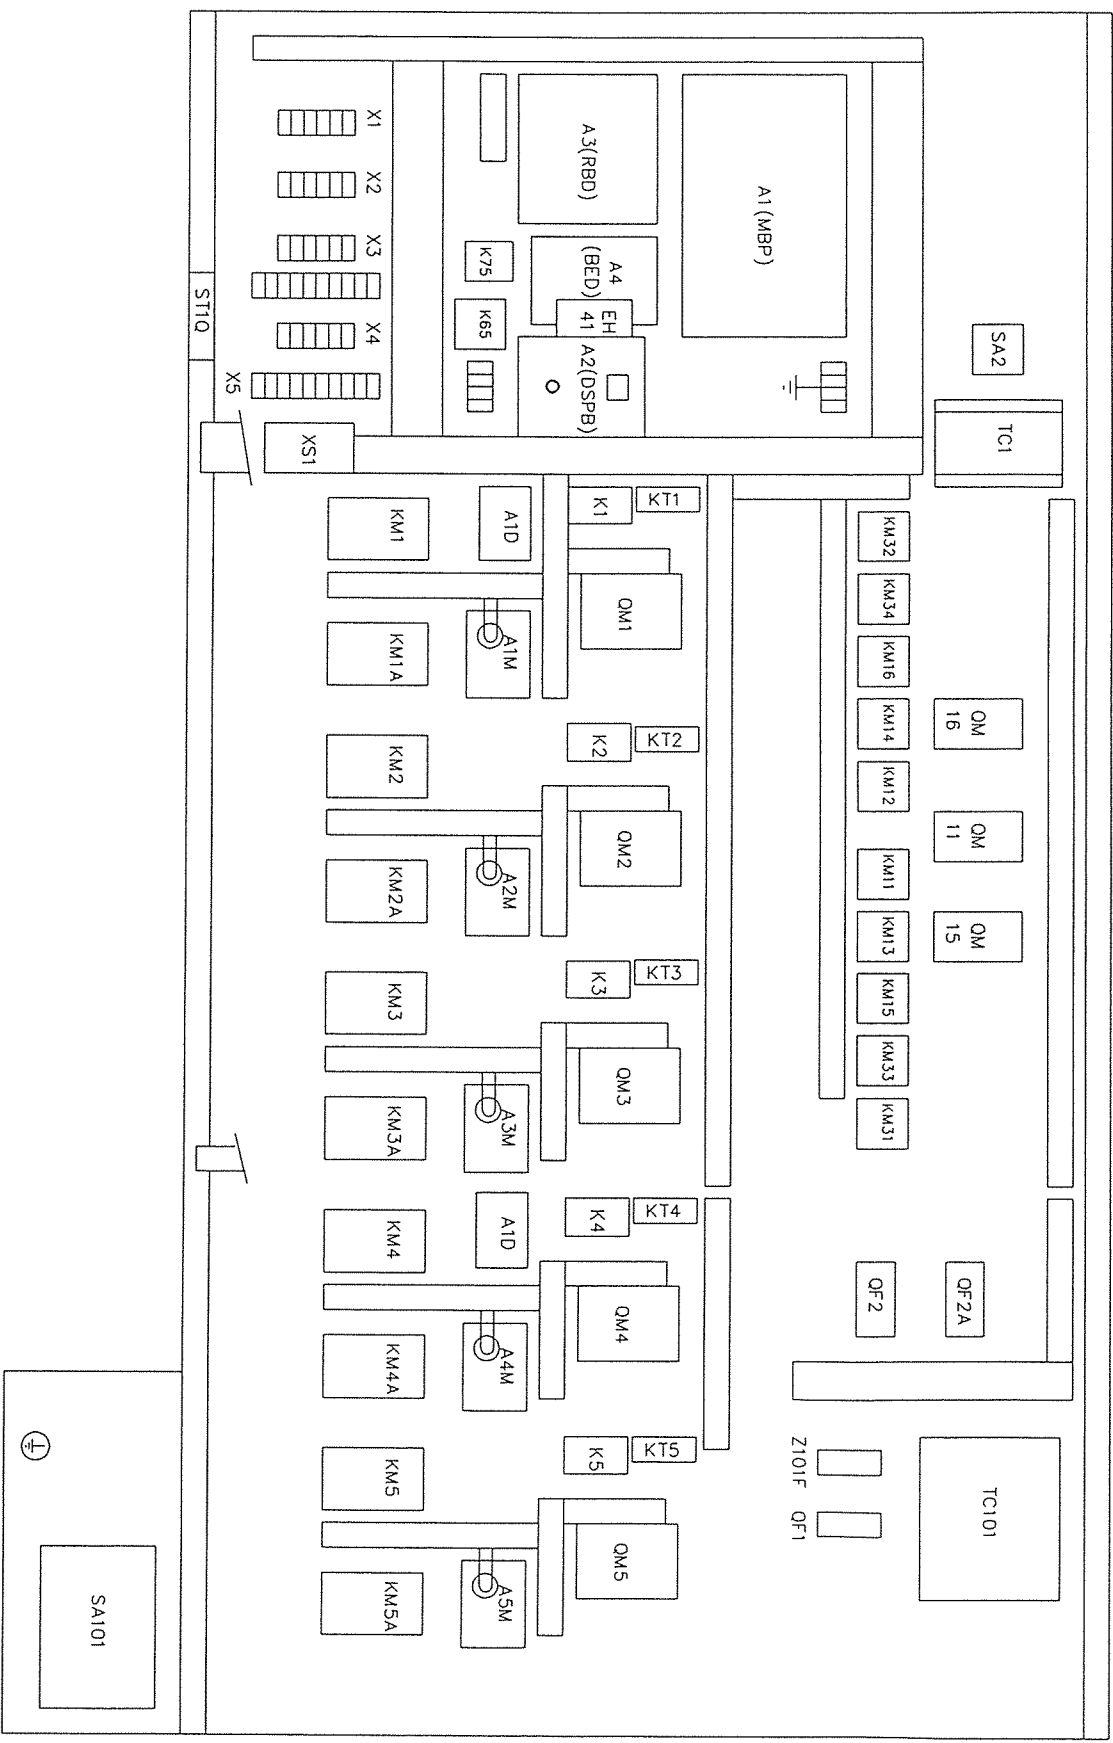 SA2
TC1
A1(MBP)
A3(RBD)
A4
(BED)
EH
41
A2(DSPB)
K75
K65
X1
X2
X3
X4
X5
ST1Q
XS1
QM
16
QM
11
QM
15
KM32
KM34
KM16
KM14
KM12
KM11
KM13
KM15
KM33
KM31
QF2A
QF2
TC101
Z101F
QF1
KT1
K1
KT2
K2
KT3
K3
KT4
K4
KT5
K5
QM1
QM2
QM3
QM4
QM5
A1D
A1M
A2M
A3M
A1D
A4M
A5M
KM1
KM1A
KM2
KM2A
KM3
KM3A
KM4
KM4A
KM5
KM5A
SA101